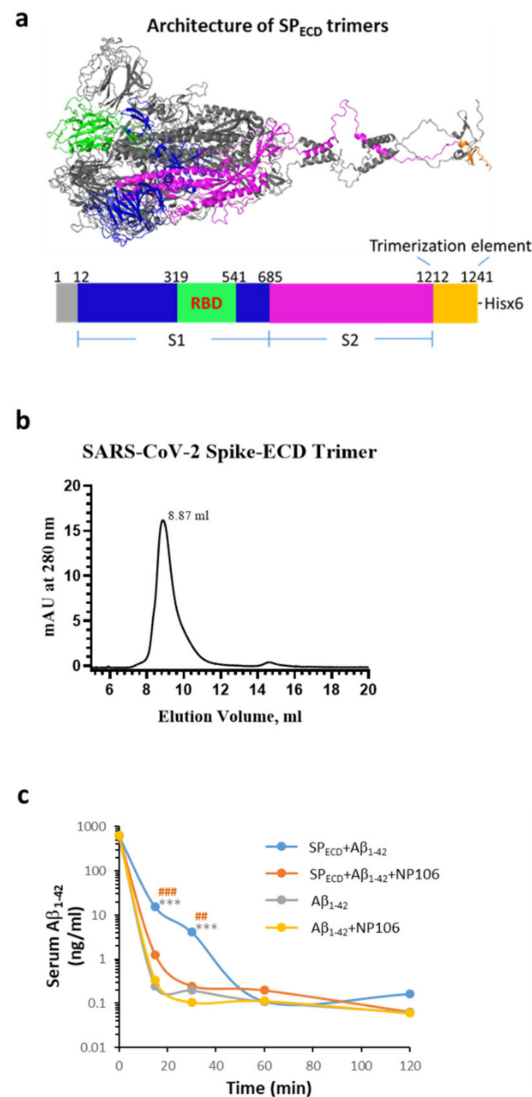 a
Architecture of SP_ECD trimers
Trimerization element
1 12 319 541 685 1212 1241
RBD
-Hisx6
S1 S2
b
SARS-CoV-2 Spike-ECD Trimer
20
15
10
5
0
8.87 ml
mAU at 280 nm
6 8 10 12 14 16 18 20
Elution Volume, ml
c
1000
100
10
1
0.1
0.01
Serum Aβ1-42
(ng/ml)
###
***
##
***
SP_ECD+Aβ1-42
SP_ECD+Aβ1-42+NP106
Aβ1-42
Aβ1-42+NP106
0 20 40 60 80 100 120
Time (min)